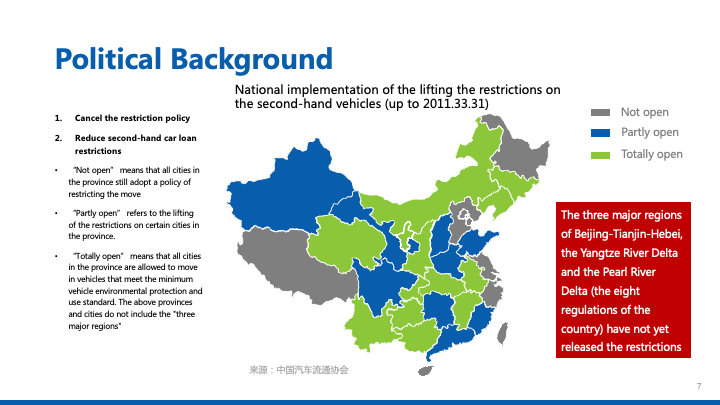 Political Background
National implementation of the lifting the restrictions on
the second-hand vehicles (up to 2011.33.31)
1. Cancel the restriction policy
2. Reduce second-hand car loan
restrictions
• “Not open” means that all cities in
the province still adopt a policy of
restricting the move
• “Partly open” refers to the lifting
of the restrictions on certain cities in
the province.
• “Totally open” means that all cities
in the province are allowed to move
in vehicles that meet the minimum
vehicle environmental protection and
use standard. The above provinces
and cities do not include the “three
major regions”
Not open
Partly open
Totally open
The three major regions
of Beijing-Tianjin-Hebei,
the Yangtze River Delta
and the Pearl River
Delta (the eight
regulations of the
country) have not yet
released the restrictions
来源：中国汽车流通协会
7